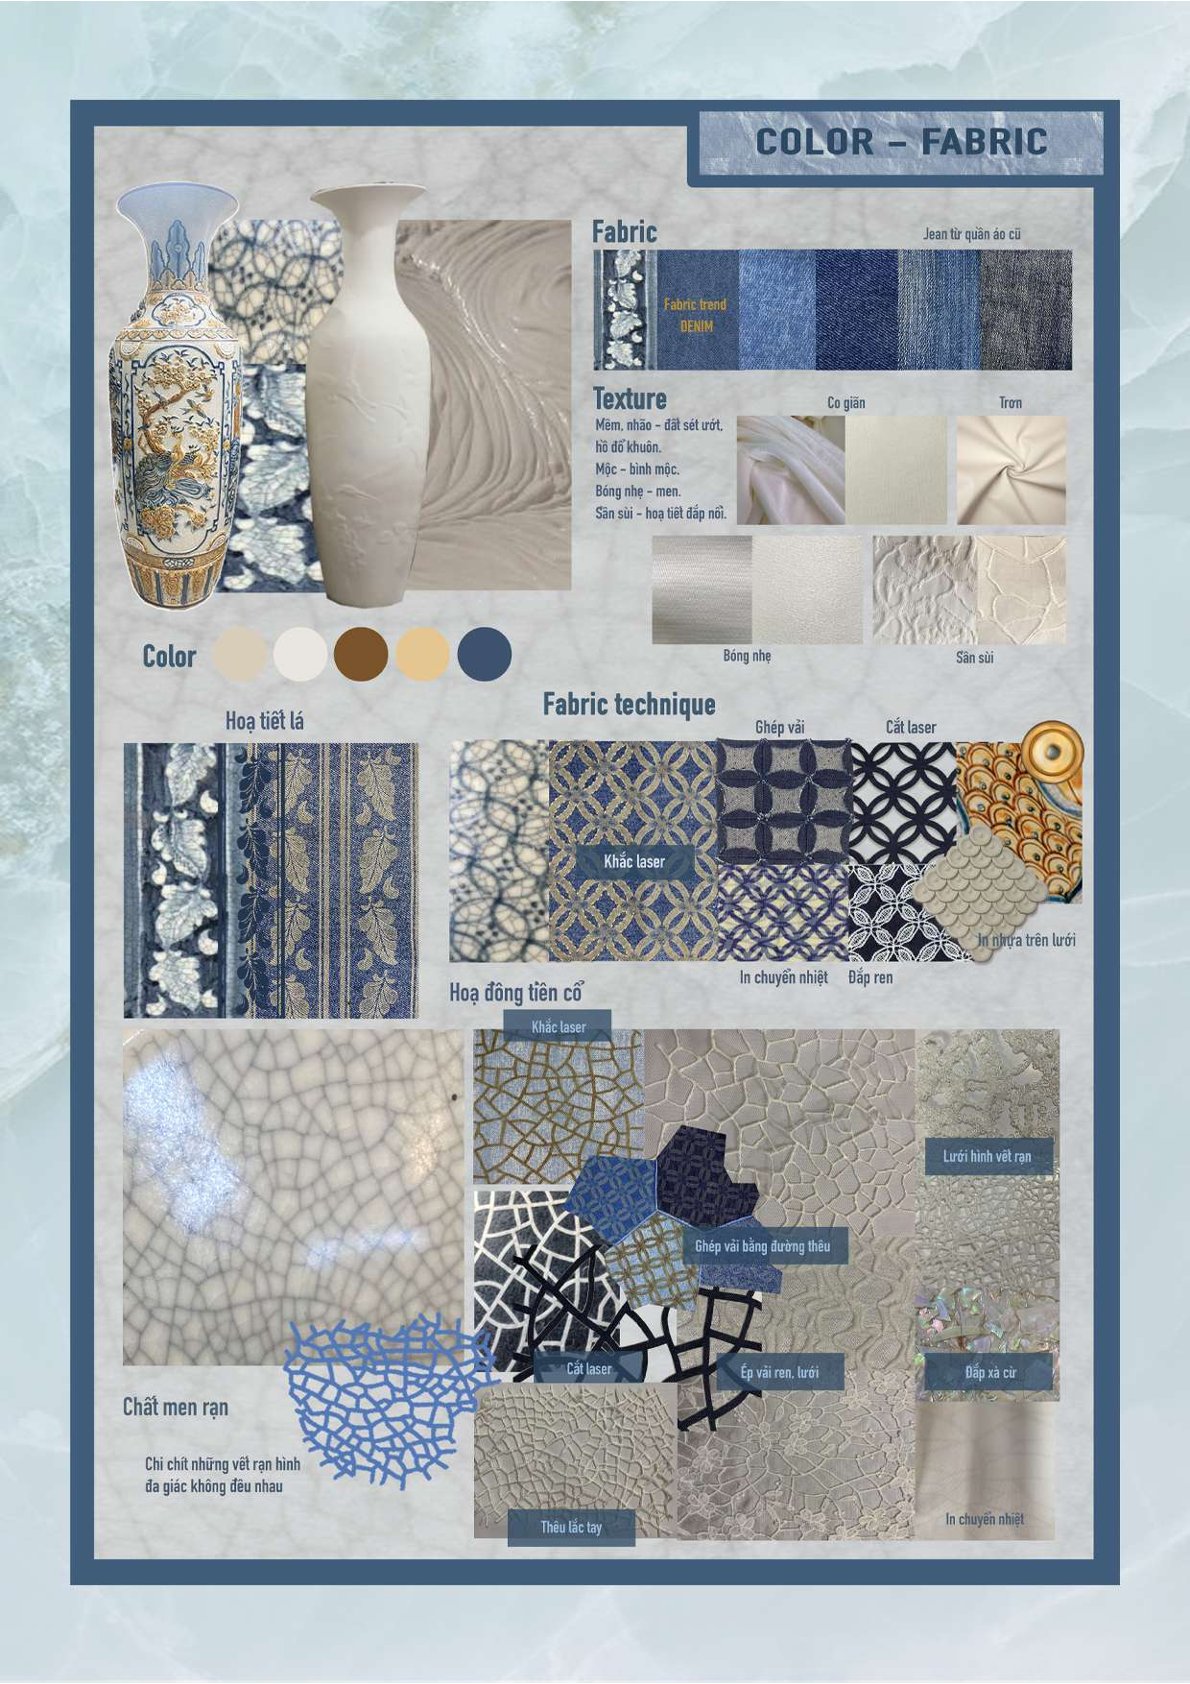 COLOR – FABRIC
Fabric
Jean từ quần áo cũ
Fabric trend
DENIM
Texture
Mềm, nhão – đất sét ướt,
hồ đổ khuôn.
Mộc – bình mộc.
Bóng nhẹ – men.
Sần sùi – hoạ tiết đắp nổi.
Co giãn
Trơn
Bóng nhẹ
Sần sùi
Color
Fabric technique
Hoạ tiết lá
Ghép vải
Cắt laser
Khắc laser
In nhựa trên lưới
In chuyển nhiệt
Đắp ren
Hoạ đồng tiền cổ
Khắc laser
Lưới hình vết rạn
Ghép vải bằng đường thêu
Cắt laser
Ép vải ren, lưới
Đắp xà cừ
Chất men rạn
Chi chít những vết rạn hình
đa giác không đều nhau
Thêu lắc tay
In chuyển nhiệt